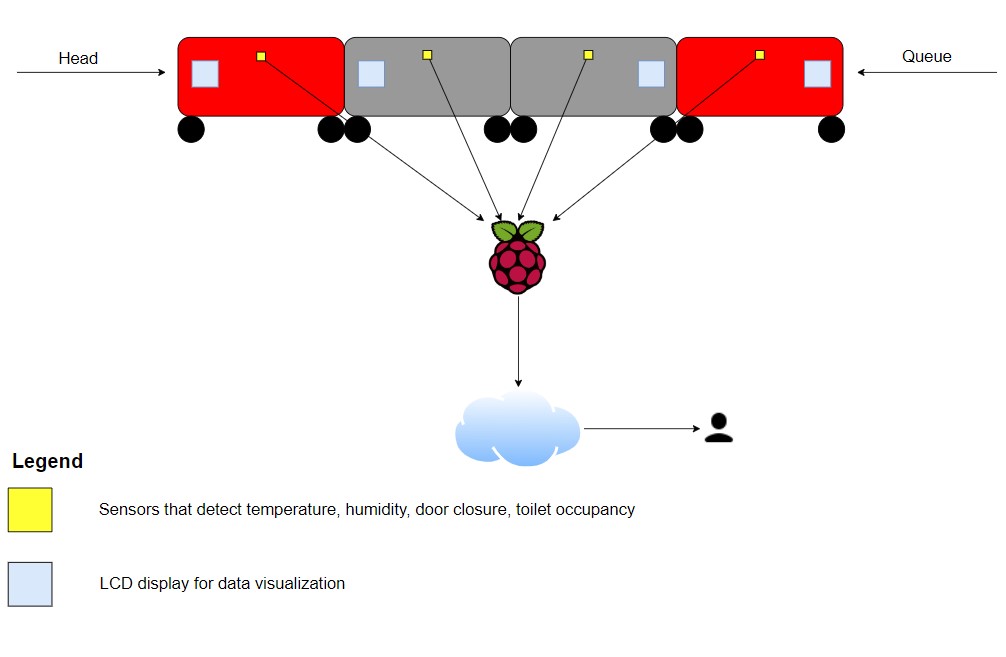 Head
Queue
Legend
Sensors that detect temperature, humidity, door closure, toilet occupancy
LCD display for data visualization